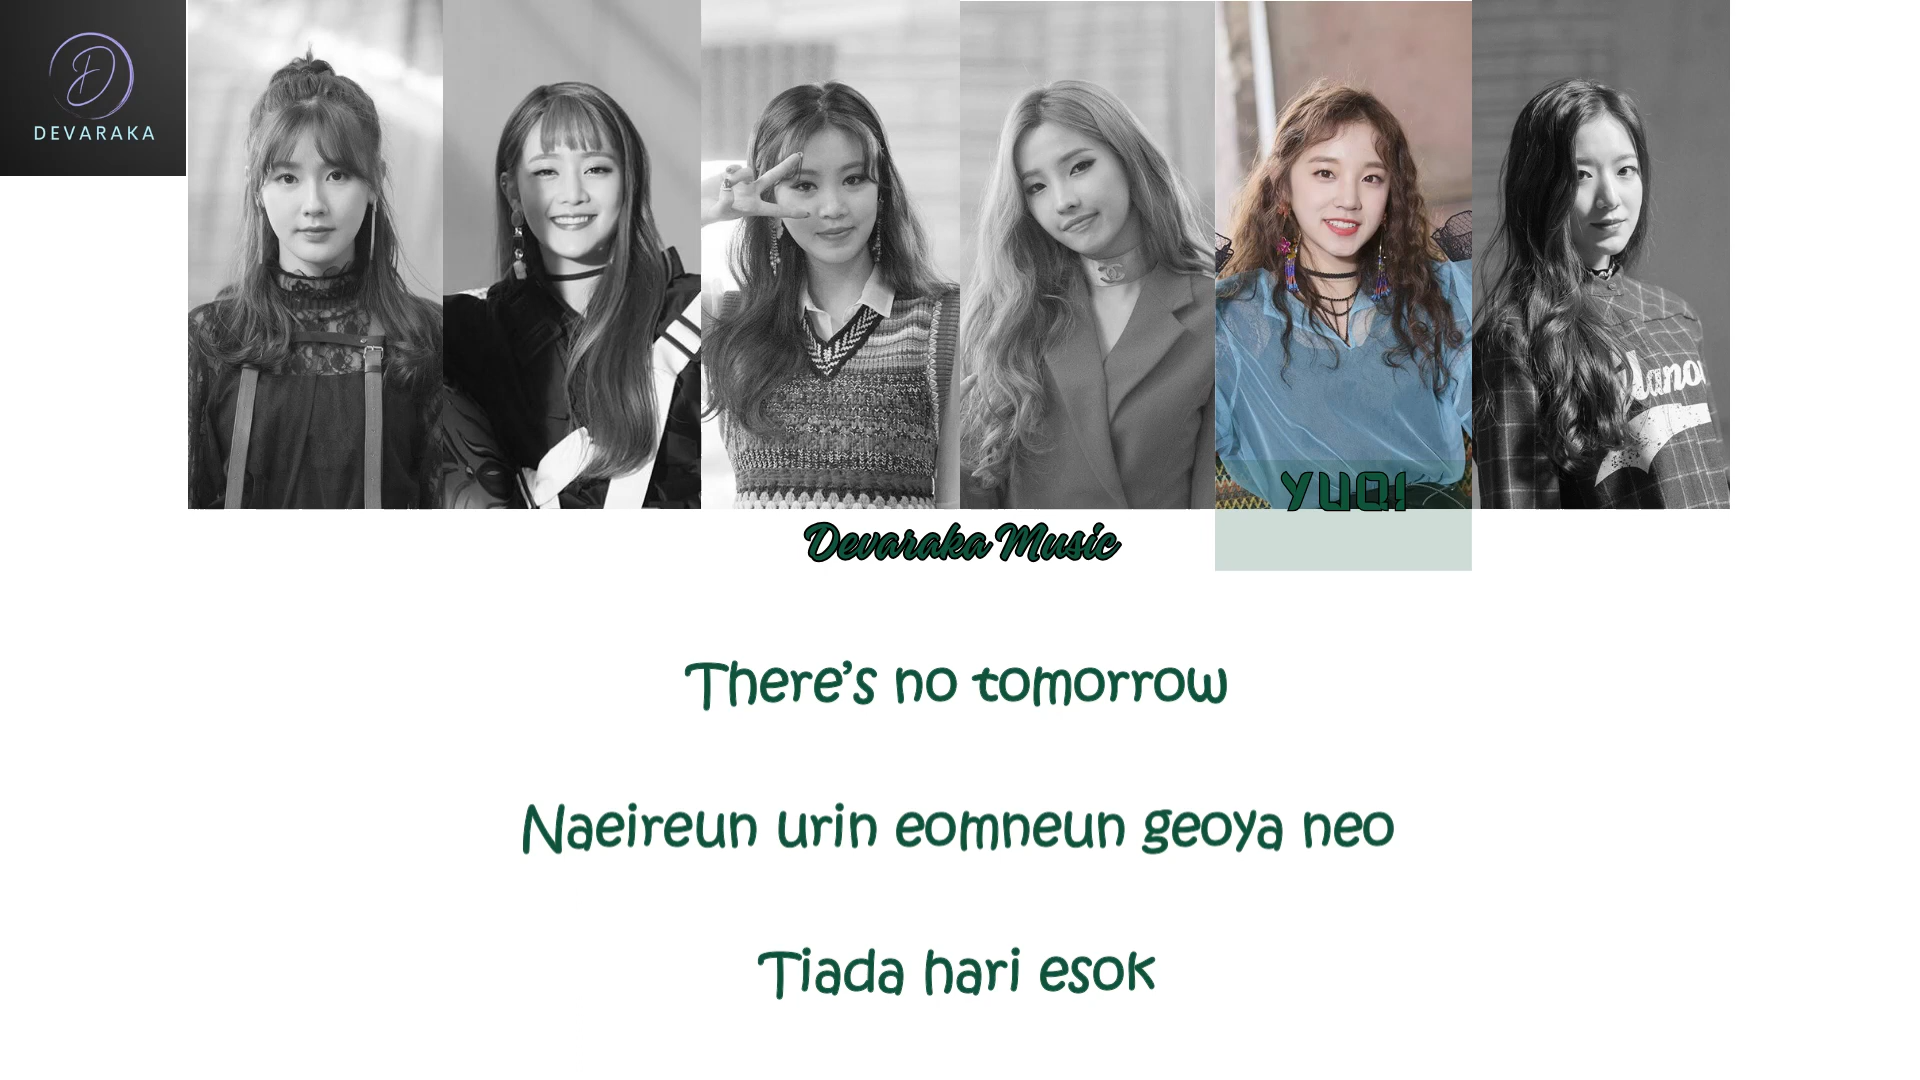 DEVARAKA
YUQI
Devaraka Music
There's no tomorrow
Naeireun urin eomneun geoya neo
Tiada hari esok